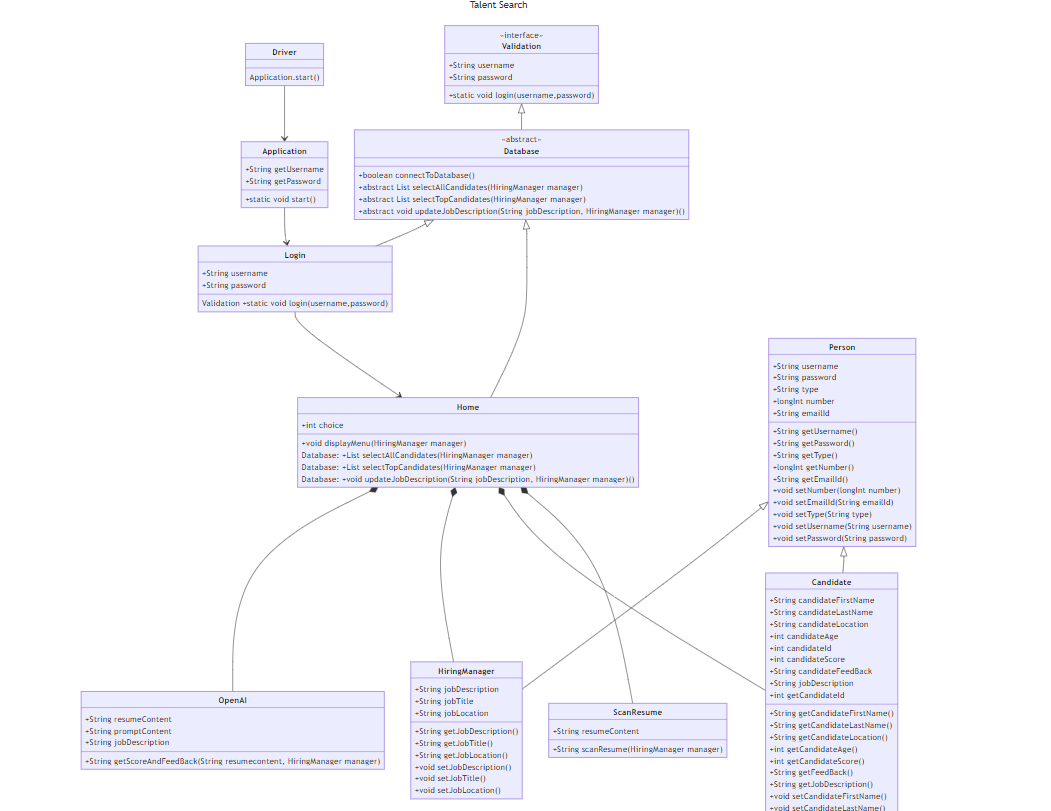 Talent Search
Driver
Application.start()
«interface»
Validation
+String username
+String password
+static void login(username,password)
Application
+String getUsername
+String getPassword
+static void start()
«abstract»
Database
+boolean connectToDatabase()
+abstract List selectAllCandidates(HiringManager manager)
+abstract List selectTopCandidates(HiringManager manager)
+abstract void updateJobDescription(String jobDescription, HiringManager manager)()
Login
+String username
+String password
Validation +static void login(username,password)
Home
+int choice
+void displayMenu(HiringManager manager)
Database: +List selectAllCandidates(HiringManager manager)
Database: +List selectTopCandidates(HiringManager manager)
Database: +void updateJobDescription(String jobDescription, HiringManager manager)()
Person
+String username
+String password
+String type
+longInt number
+String emailId
+String getUsername()
+String getPassword()
+String getType()
+longInt getNumber()
+String getEmailId()
+void setNumber(longInt number)
+void setEmailId(String emailId)
+void setType(String type)
+void setUsername(String username)
+void setPassword(String password)
OpenAI
+String resumeContent
+String promptContent
+String jobDescription
+String getScoreAndFeedBack(String resumecontent, HiringManager manager)
HiringManager
+String jobDescription
+String jobTitle
+String jobLocation
+String getJobDescription()
+String getJobTitle()
+String getJobLocation()
+void setJobDescription()
+void setJobTitle()
+void setJobLocation()
ScanResume
+String resumeContent
+String scanResume(HiringManager manager)
Candidate
+String candidateFirstName
+String candidateLastName
+String candidateLocation
+int candidateAge
+int candidateId
+int candidateScore
+String candidateFeedBack
+String jobDescription
+int getCandidateId
+String getCandidateFirstName()
+String getCandidateLastName()
+String getCandidateLocation()
+int getCandidateAge()
+int getCandidateScore()
+String getFeedBack()
+String getJobDescription()
+void setCandidateFirstName()
+void setCandidateLastName()